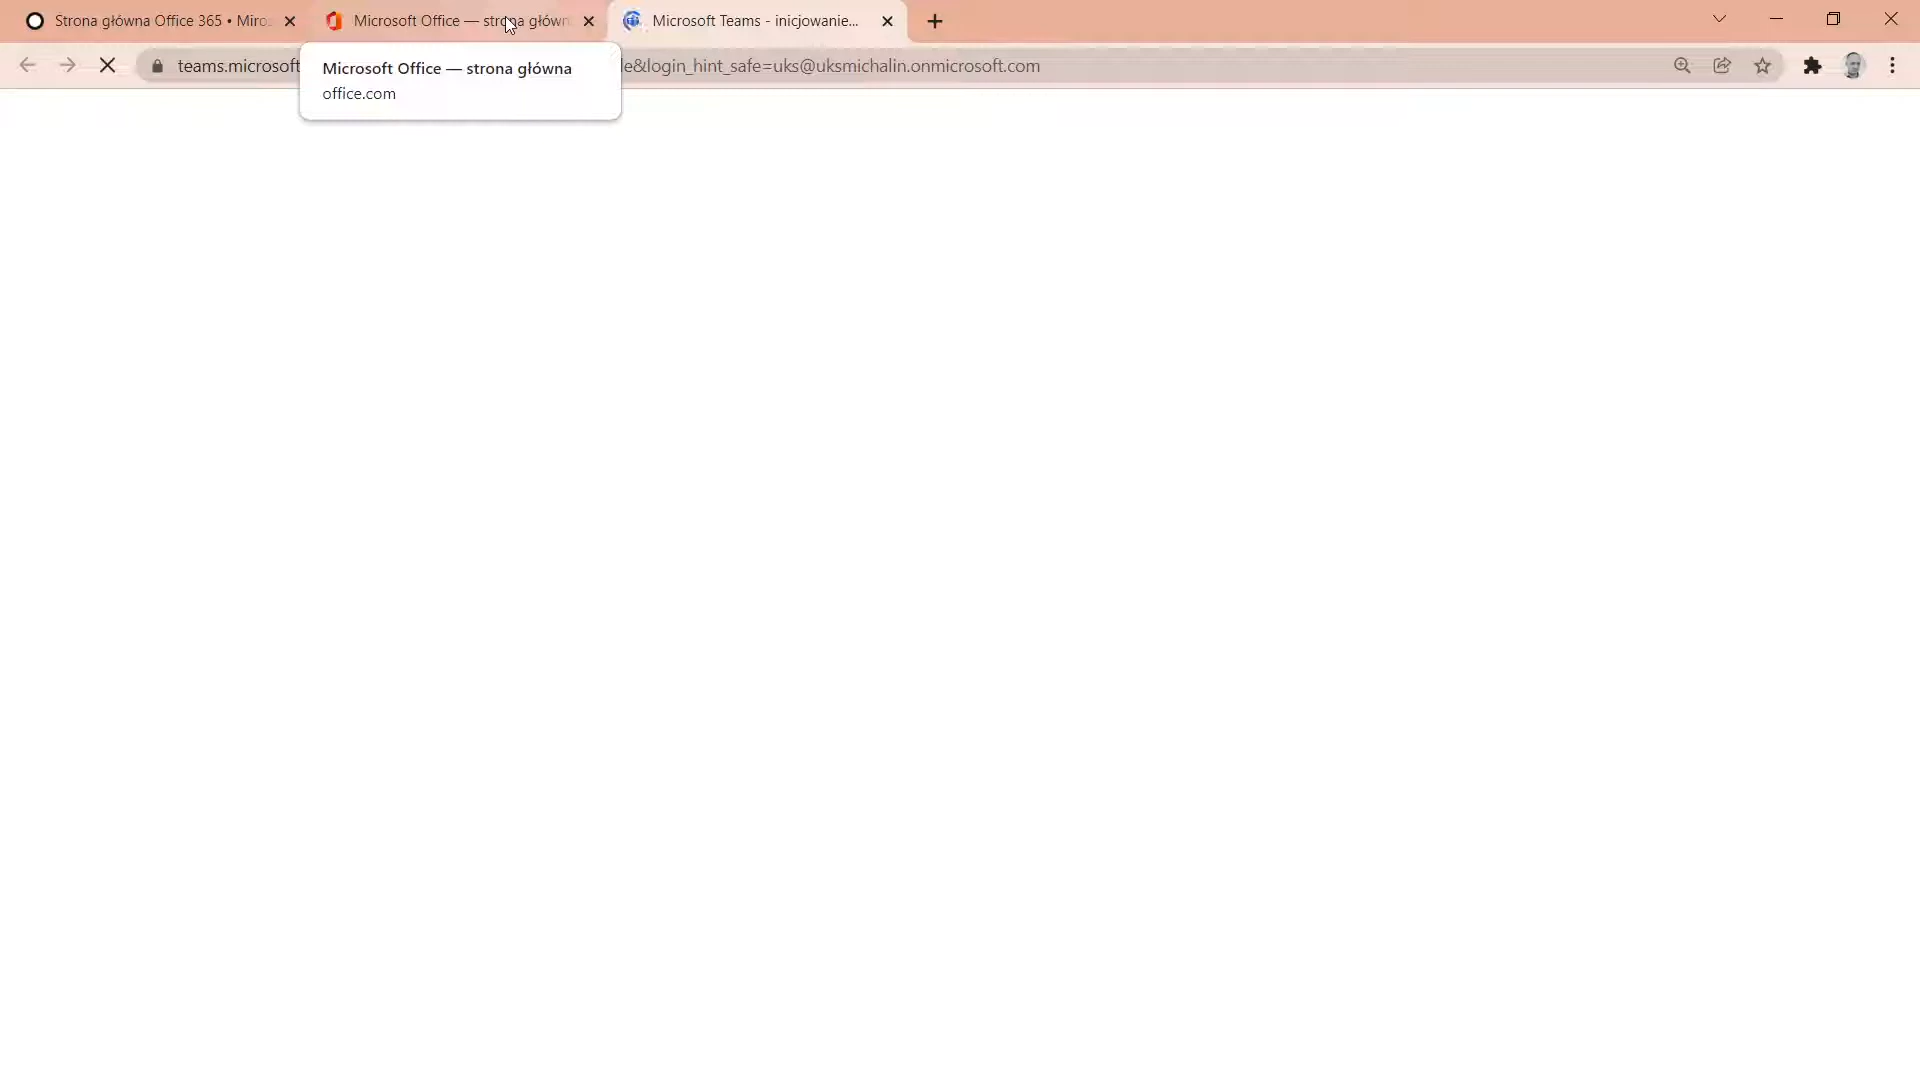 Strona główna Office 365 • Miro
Microsoft Office — strona główn
Microsoft Teams - inicjowanie...
teams.microsoft
le&login_hint_safe=uks@uksmichalin.onmicrosoft.com
Microsoft Office — strona główna
office.com